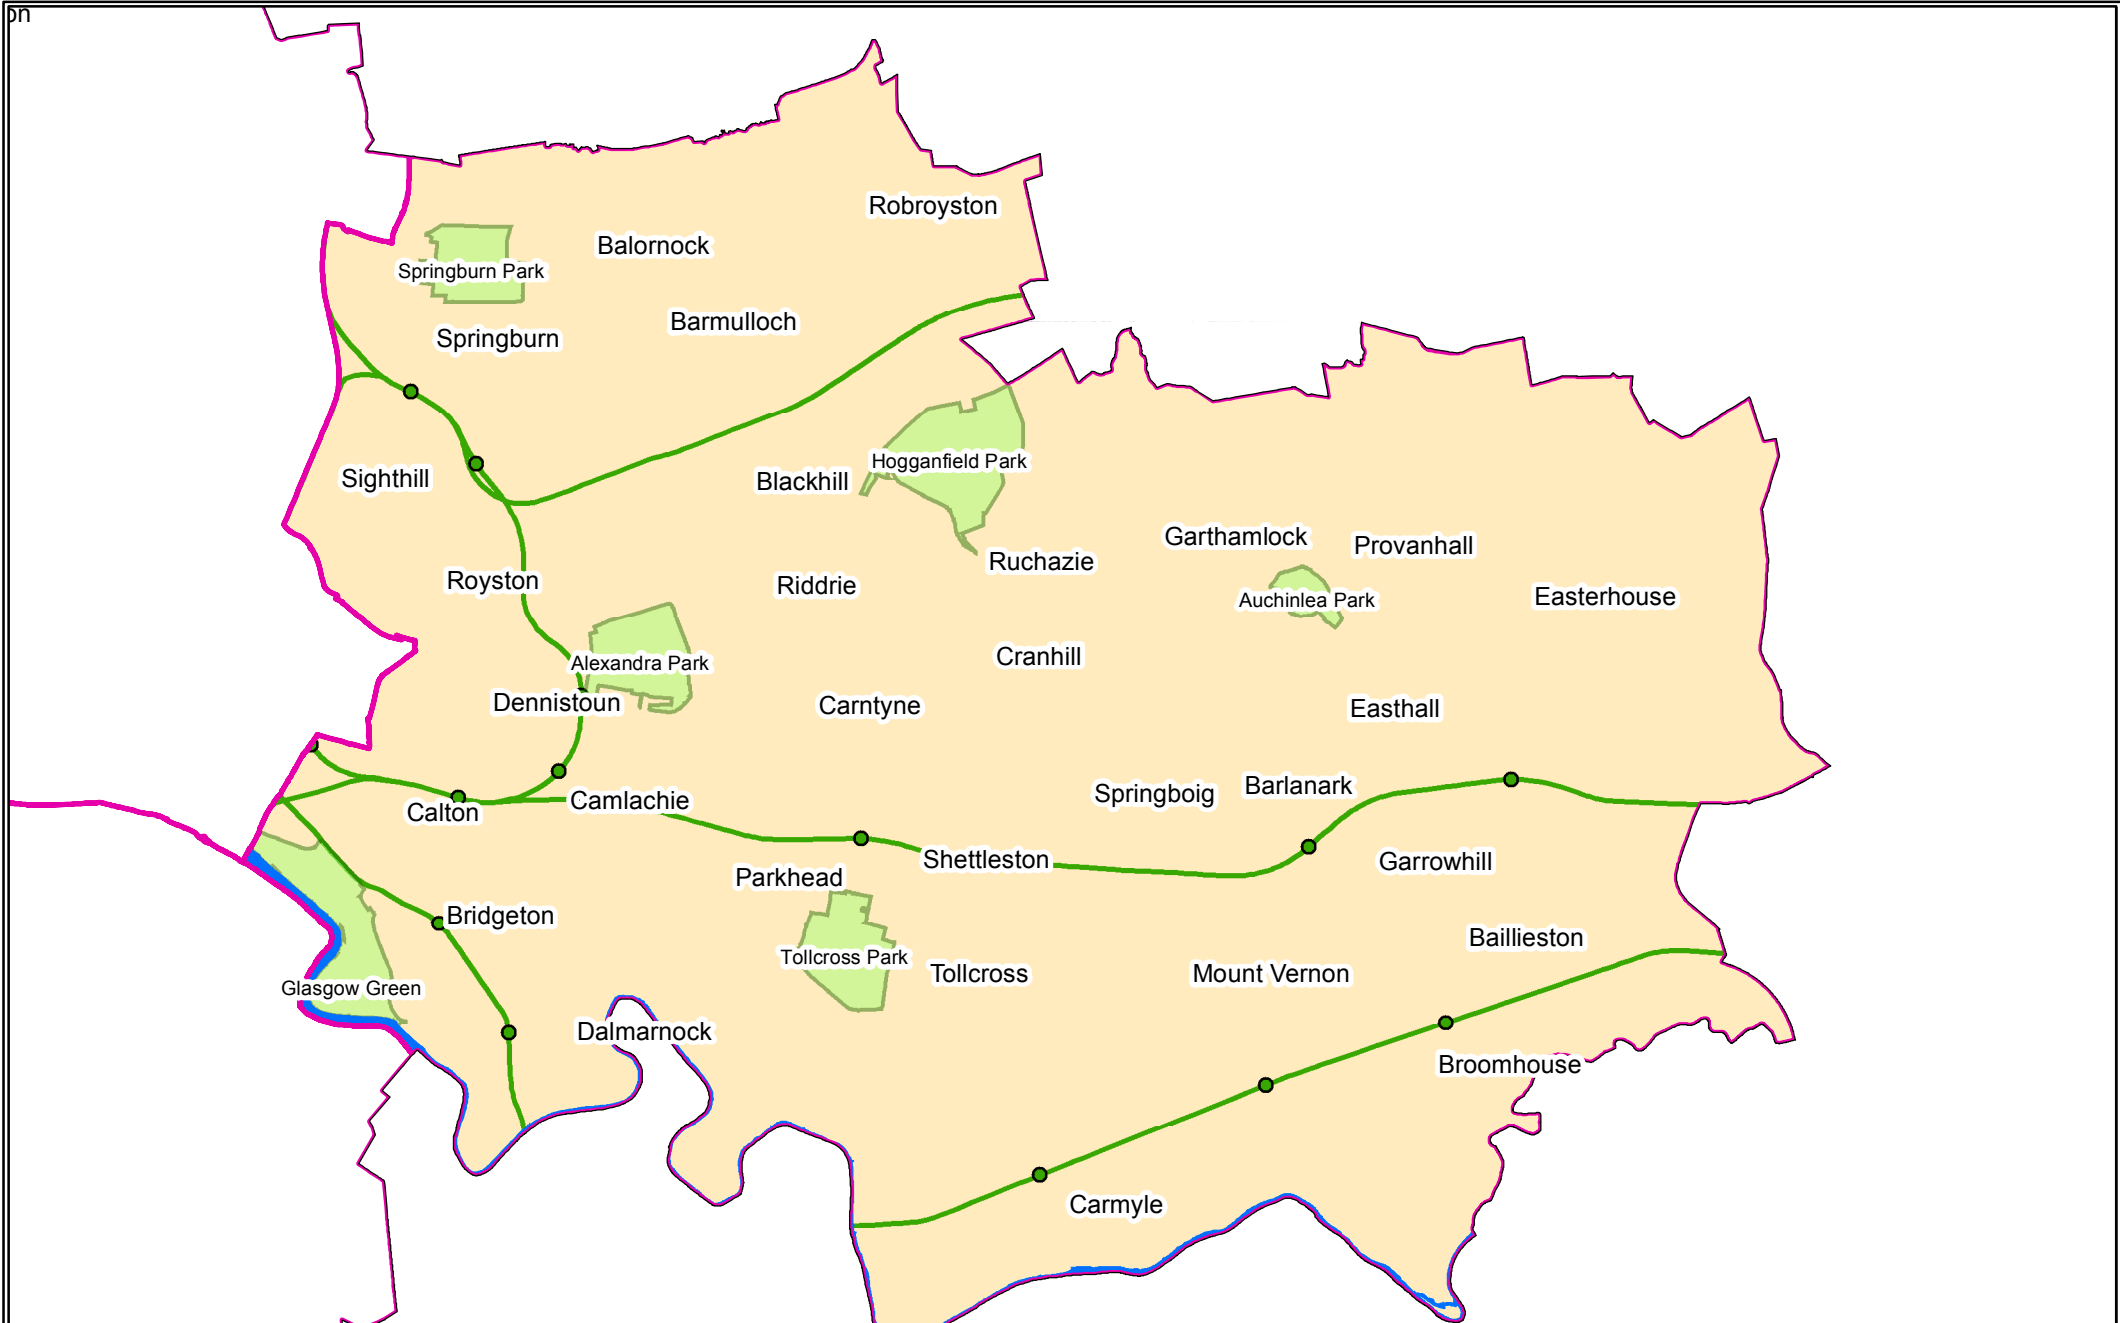 on
Robroyston
Balornock
Springburn Park
Barmulloch
Springburn
Hogganfield Park
Sighthill
Blackhill
Garthamlock
Provanhall
Ruchazie
Royston
Riddrie
Auchinlea Park
Easterhouse
Cranhill
Alexandra Park
Dennistoun
Carntyne
Easthall
Barlanark
Springboig
Camlachie
Calton
Shettleston
Garrowhill
Parkhead
Bridgeton
Baillieston
Tollcross Park
Tollcross
Mount Vernon
Glasgow Green
Dalmarnock
Broomhouse
Carmyle